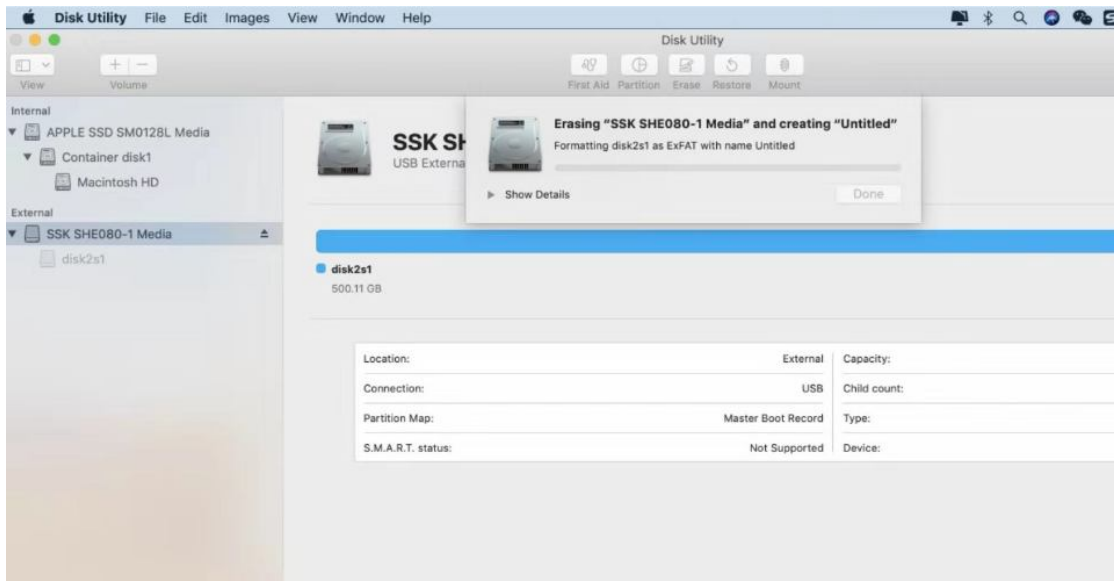 Disk Utility File Edit Images View Window Help
Disk Utility
View Volume First Aid Partition Erase Restore Mount
Internal
APPLE SSD SM0128L Media
Container disk1
Macintosh HD
External
SSK SHE080-1 Media
disk2s1
SSK SH
USB Externa
Erasing “SSK SHE080-1 Media” and creating “Untitled”
Formatting disk2s1 as ExFAT with name Untitled
Show Details Done
disk2s1
500.11 GB
Location: External Capacity:
Connection: USB Child count:
Partition Map: Master Boot Record Type:
S.M.A.R.T. status: Not Supported Device: